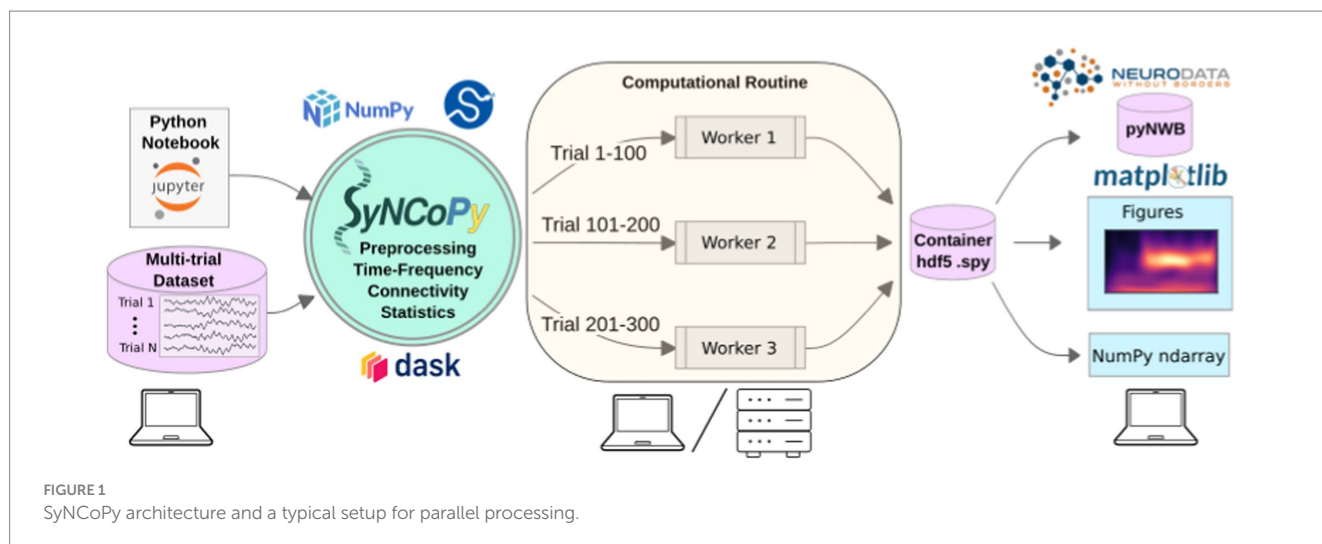 Python
Notebook
jupyter
Multi-trial
Dataset
Trial 1
Trial N
NumPy
S
SyNCoPy
Preprocessing
Time-Frequency
Connectivity
Statistics
dask
Computational Routine
Trial 1-100
Worker 1
Trial 101-200
Worker 2
Trial 201-300
Worker 3
Container
hdf5 .spy
NEURODATA
WITHOUT BORDERS
pyNWB
matplotlib
Figures
NumPy ndarray
FIGURE 1
SyNCoPy architecture and a typical setup for parallel processing.